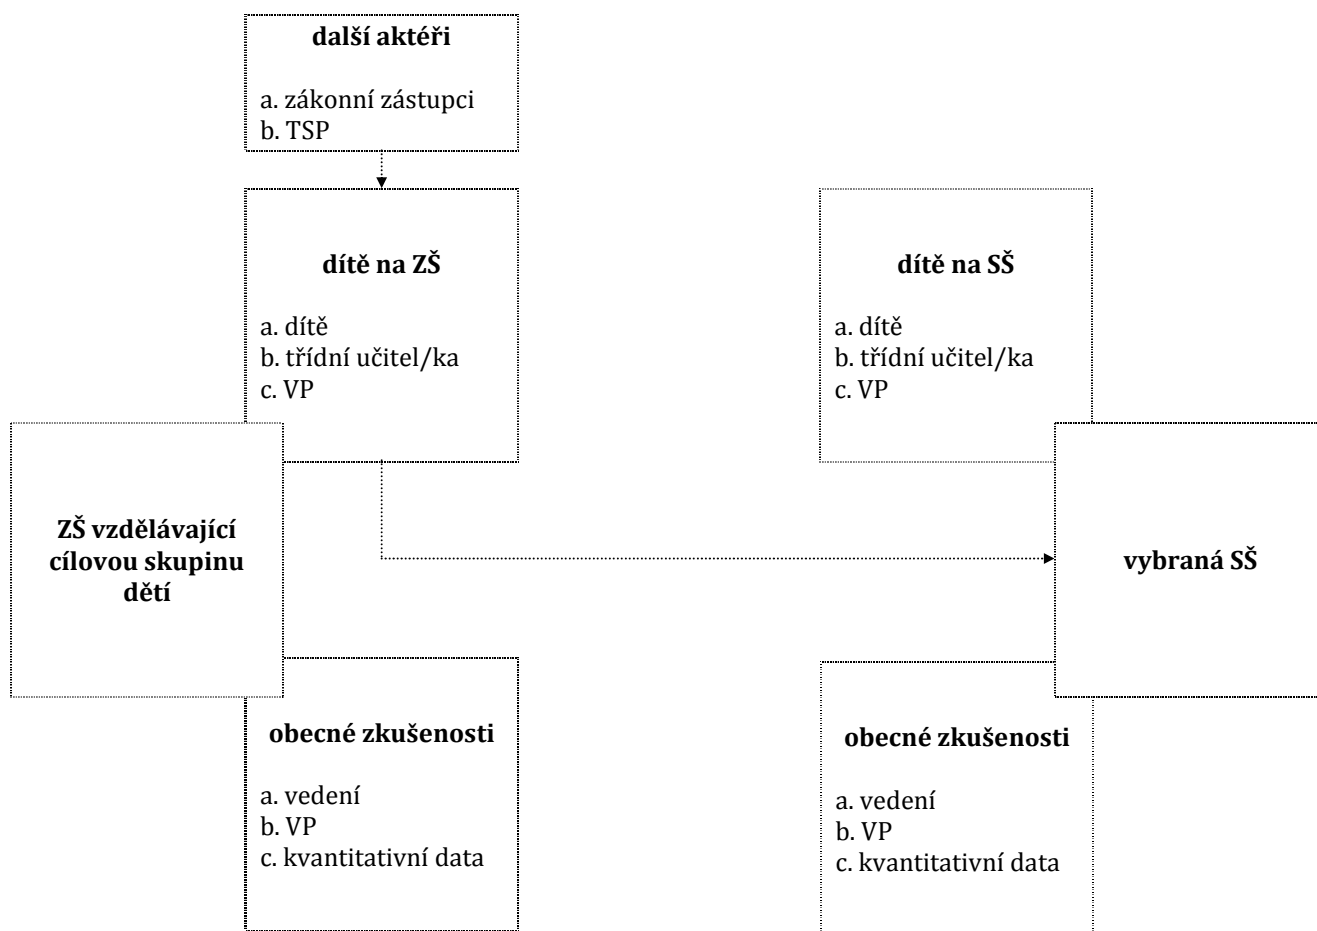 další aktéři
a. zákonní zástupci
b. TSP
dítě na ZŠ
a. dítě
b. třídní učitel/ka
c. VP
dítě na SŠ
a. dítě
b. třídní učitel/ka
c. VP
ZŠ vzdělávající
cílovou skupinu
dětí
vybraná SŠ
obecné zkušenosti
a. vedení
b. VP
c. kvantitativní data
obecné zkušenosti
a. vedení
b. VP
c. kvantitativní data